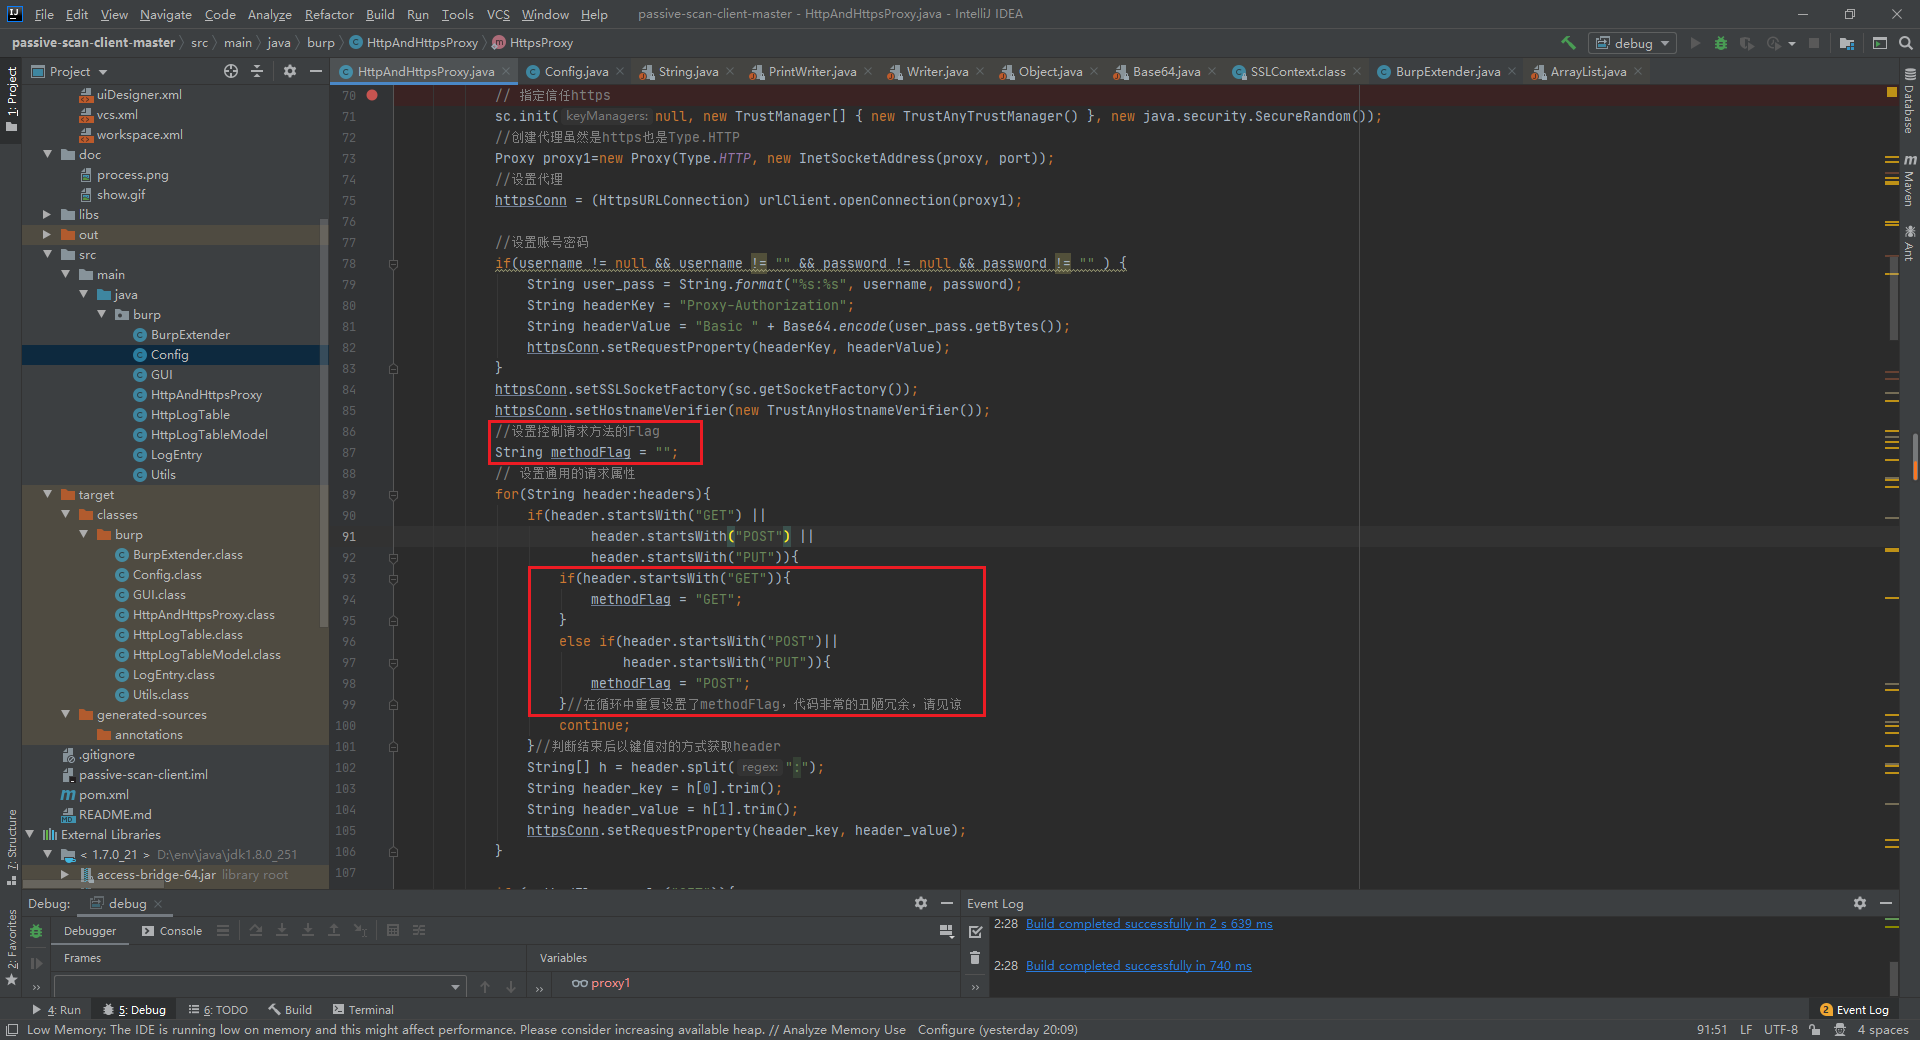 File Edit View Navigate Code Analyze Refactor Build Run Tools VCS Window Help passive-scan-client-master - HttpAndHttpsProxy.java - IntelliJ IDEA
passive-scan-client-master src main java burp HttpAndHttpsProxy HttpsProxy debug
Project
HttpAndHttpsProxy.java Config.java String.java PrintWriter.java Writer.java Object.java Base64.java SSLContext.class BurpExtender.java ArrayList.java
1: Project
7: Structure
2: Favorites
Database
Maven
Ant
uiDesigner.xml
vcs.xml
workspace.xml
doc
process.png
show.gif
libs
out
src
main
java
burp
BurpExtender
Config
GUI
HttpAndHttpsProxy
HttpLogTable
HttpLogTableModel
LogEntry
Utils
target
classes
burp
BurpExtender.class
Config.class
GUI.class
HttpAndHttpsProxy.class
HttpLogTable.class
HttpLogTableModel.class
LogEntry.class
Utils.class
generated-sources
annotations
.gitignore
passive-scan-client.iml
pom.xml
README.md
External Libraries
< 1.7.0_21 > D:\env\java\jdk1.8.0_251
access-bridge-64.jar library root
70 // 指定信任https
71 sc.init( keyManagers: null, new TrustManager[] { new TrustAnyTrustManager() }, new java.security.SecureRandom());
72 //创建代理虽然是https也是Type.HTTP
73 Proxy proxy1=new Proxy(Type.HTTP, new InetSocketAddress(proxy, port));
74 //设置代理
75 httpsConn = (HttpsURLConnection) urlClient.openConnection(proxy1);
76
77 //设置账号密码
78 if(username != null && username != "" && password != null && password != "" ) {
79 String user_pass = String.format("%s:%s", username, password);
80 String headerKey = "Proxy-Authorization";
81 String headerValue = "Basic " + Base64.encode(user_pass.getBytes());
82 httpsConn.setRequestProperty(headerKey, headerValue);
83 }
84 httpsConn.setSSLSocketFactory(sc.getSocketFactory());
85 httpsConn.setHostnameVerifier(new TrustAnyHostnameVerifier());
86 //设置控制请求方法的Flag
87 String methodFlag = "";
88 // 设置通用的请求属性
89 for(String header:headers){
90 if(header.startsWith("GET") ||
91 header.startsWith("POST") ||
92 header.startsWith("PUT")){
93 if(header.startsWith("GET")){
94 methodFlag = "GET";
95 }
96 else if(header.startsWith("POST")||
97 header.startsWith("PUT")){
98 methodFlag = "POST";
99 }//在循环中重复设置了methodFlag，代码非常的丑陋冗余，请见谅
100 continue;
101 }//判断结束后以键值对的方式获取header
102 String[] h = header.split( regex: ":");
103 String header_key = h[0].trim();
104 String header_value = h[1].trim();
105 httpsConn.setRequestProperty(header_key, header_value);
106 }
107
Debug: debug
Debugger Console
Frames Variables
proxy1
Event Log
2:28 Build completed successfully in 2 s 639 ms
2:28 Build completed successfully in 740 ms
4: Run 5: Debug 6: TODO Build Terminal 2 Event Log
Low Memory: The IDE is running low on memory and this might affect performance. Please consider increasing available heap. // Analyze Memory Use Configure (yesterday 20:09) 91:51 LF UTF-8 4 spaces